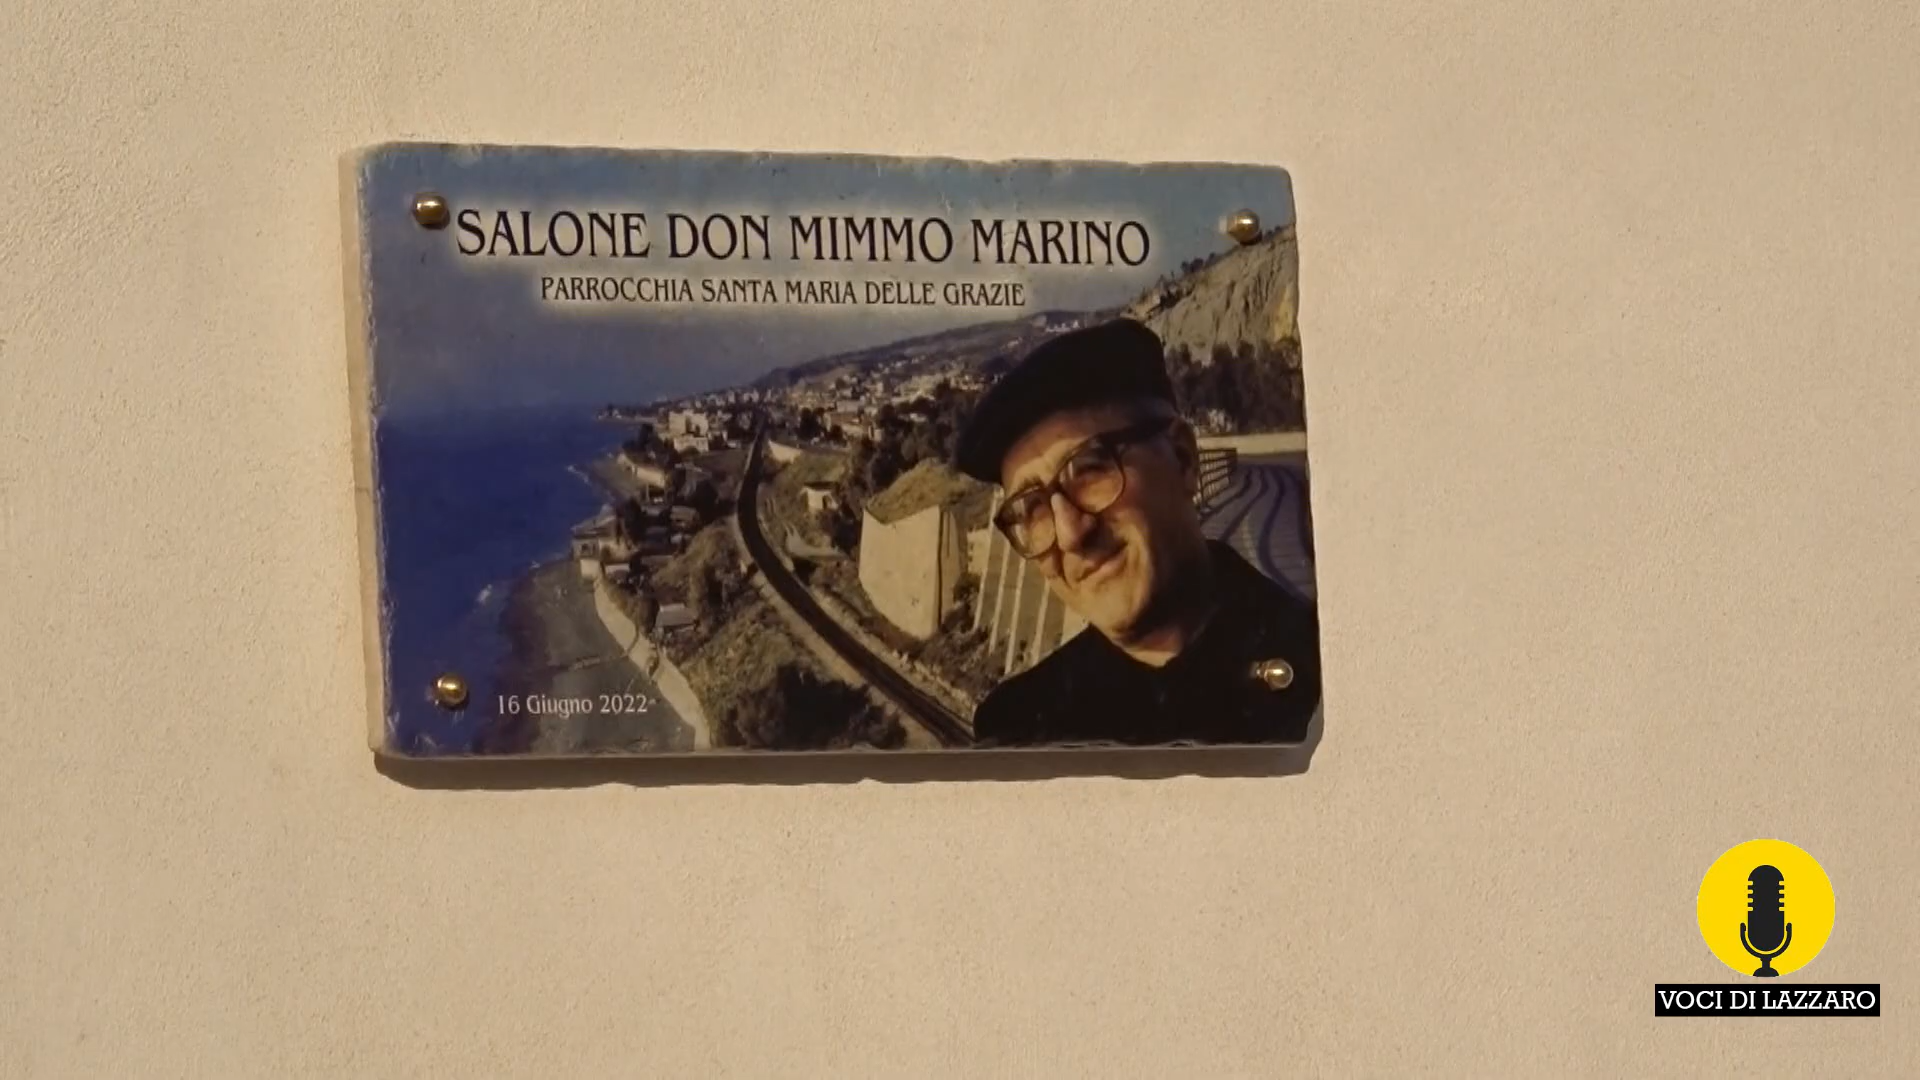 SALONE DON MIMMO MARINO
PARROCCHIA SANTA MARIA DELLE GRAZIE
16 Giugno 2022
VOCI DI LAZZARO